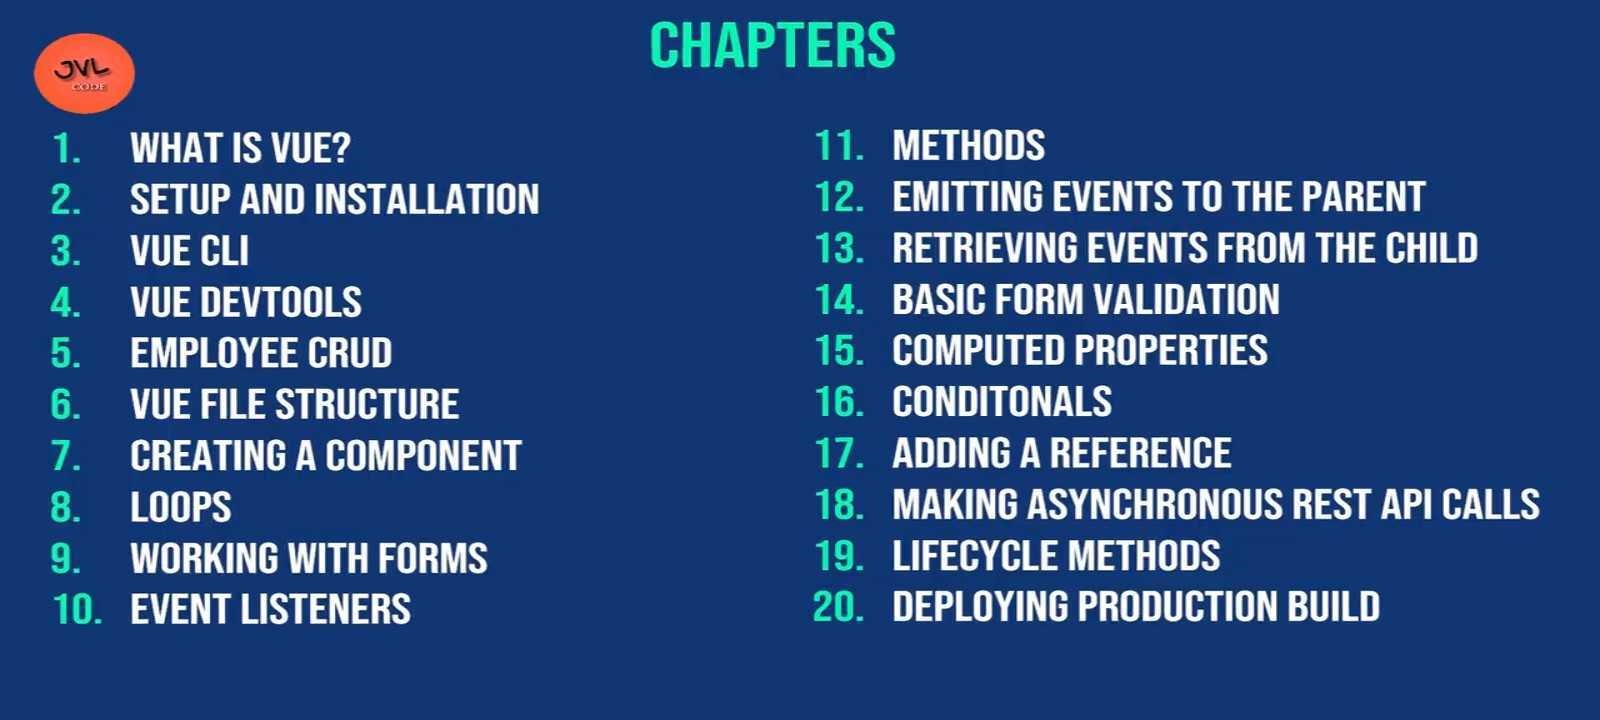 CHAPTERS
JVL
CODE
1. WHAT IS VUE?
2. SETUP AND INSTALLATION
3. VUE CLI
4. VUE DEVTOOLS
5. EMPLOYEE CRUD
6. VUE FILE STRUCTURE
7. CREATING A COMPONENT
8. LOOPS
9. WORKING WITH FORMS
10. EVENT LISTENERS
11. METHODS
12. EMITTING EVENTS TO THE PARENT
13. RETRIEVING EVENTS FROM THE CHILD
14. BASIC FORM VALIDATION
15. COMPUTED PROPERTIES
16. CONDITONALS
17. ADDING A REFERENCE
18. MAKING ASYNCHRONOUS REST API CALLS
19. LIFECYCLE METHODS
20. DEPLOYING PRODUCTION BUILD